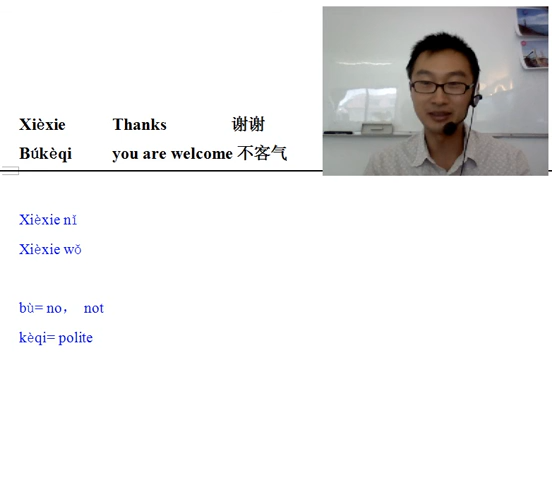 Xièxie Thanks 谢谢
Búkèqi you are welcome 不客气
Xièxie nǐ
Xièxie wǒ
bù= no， not
kèqi= polite